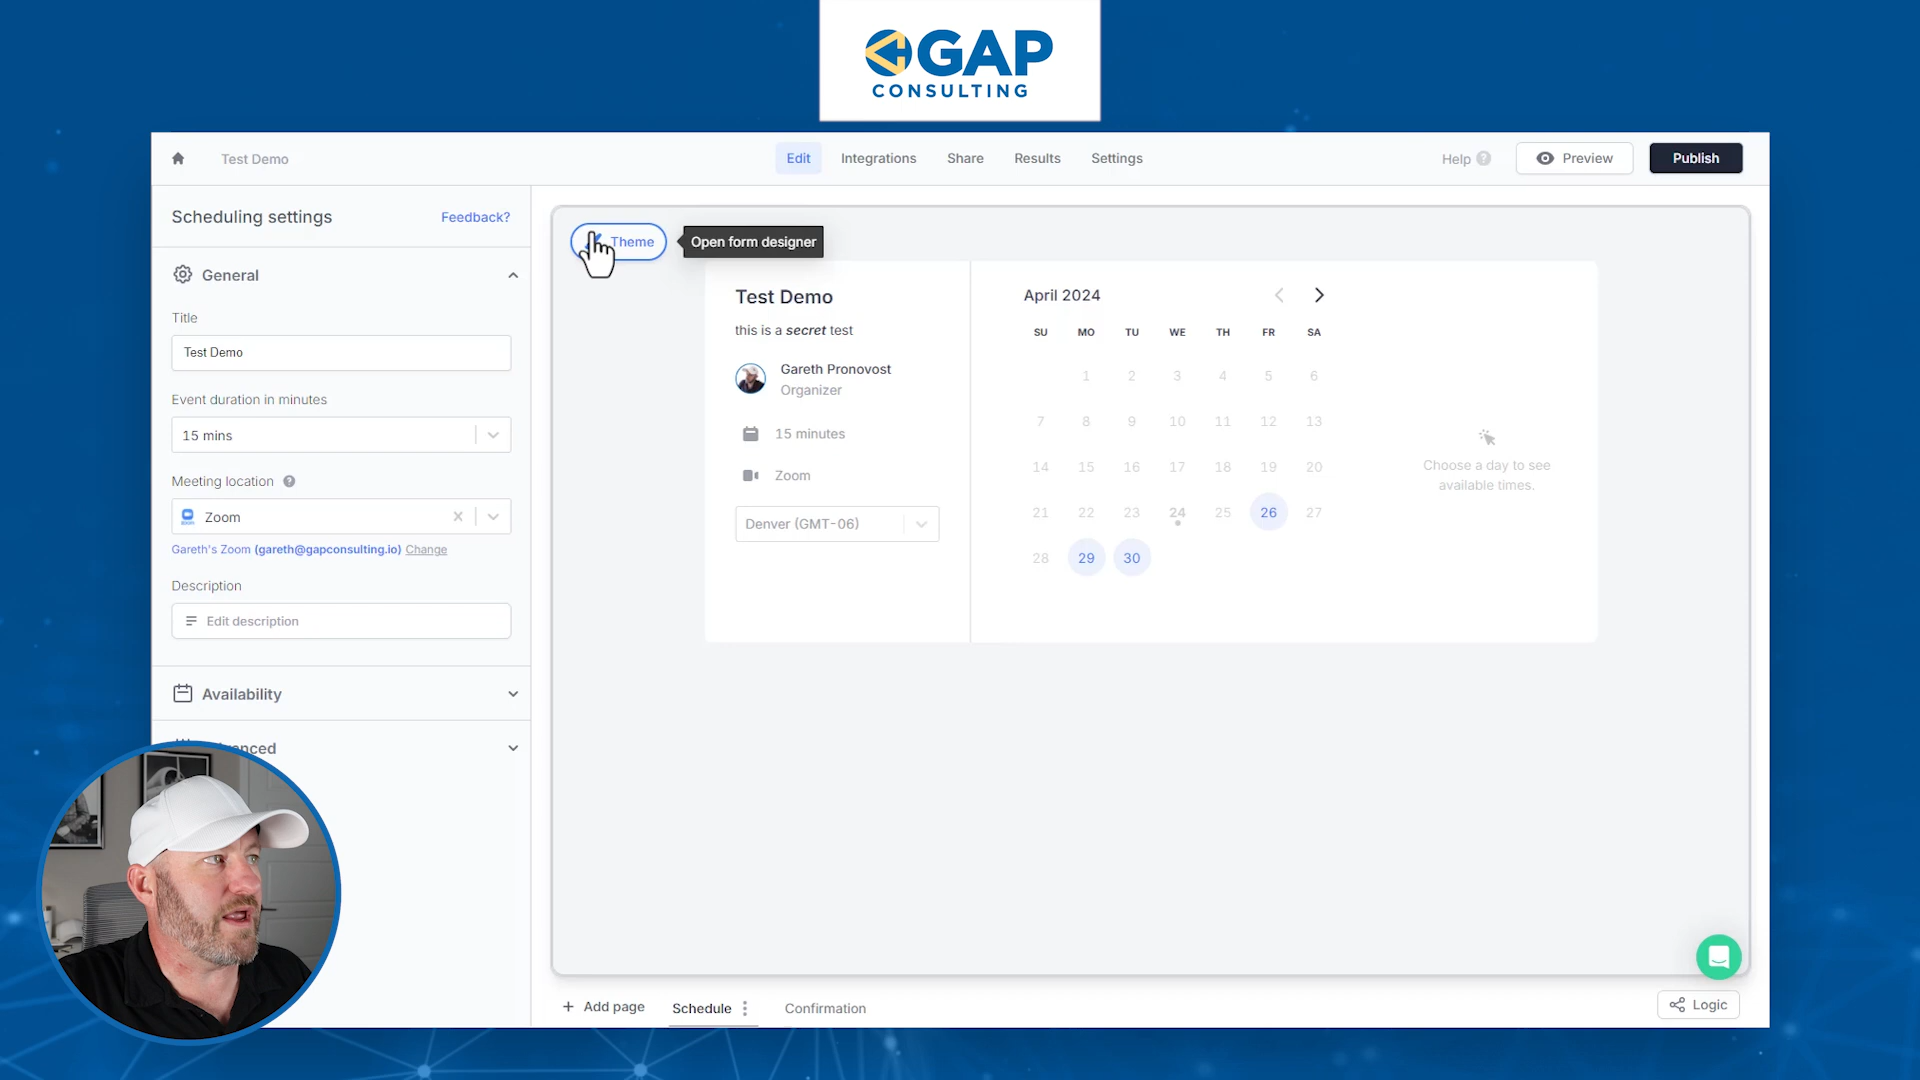 GAP
CONSULTING
Test Demo
Edit
Integrations
Share
Results
Settings
Help
Preview
Publish
Scheduling settings
Feedback?
Theme
Open form designer
General
Title
Test Demo
Event duration in minutes
15 mins
Meeting location
Zoom
Gareth's Zoom (gareth@gapconsulting.io) Change
Description
Edit description
Availability
Test Demo
this is a secret test
Gareth Pronovost
Organizer
15 minutes
Zoom
Denver (GMT-06)
April 2024
SU MO TU WE TH FR SA
1 2 3 4 5 6
7 8 9 10 11 12 13
14 15 16 17 18 19 20
21 22 23 24 25 26 27
28 29 30
Choose a day to see
available times.
+ Add page
Schedule
Confirmation
Logic